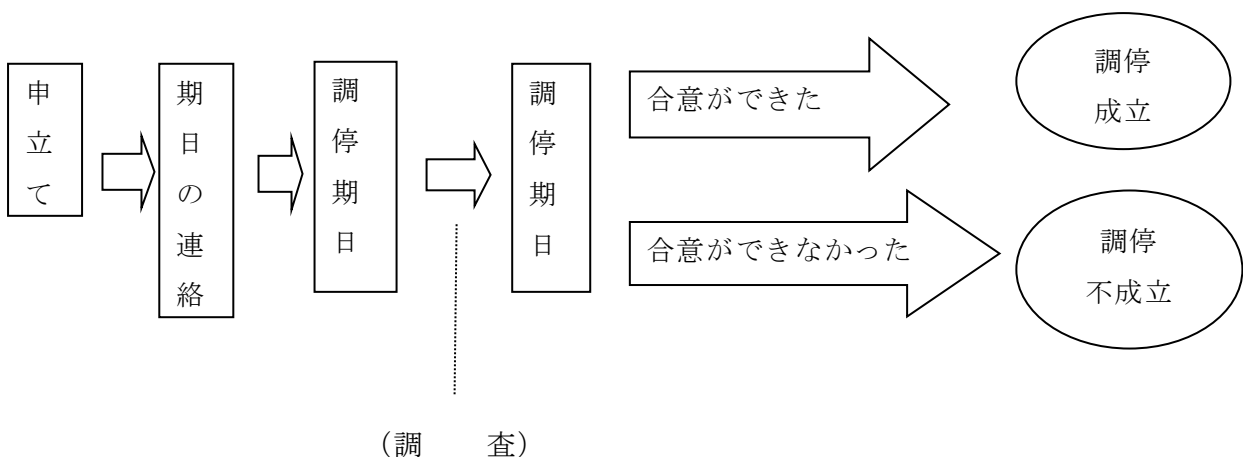 申立て
期日の連絡
調停期日
調停期日
合意ができた
調停
成立
合意ができなかった
調停
不成立
（調　　査）